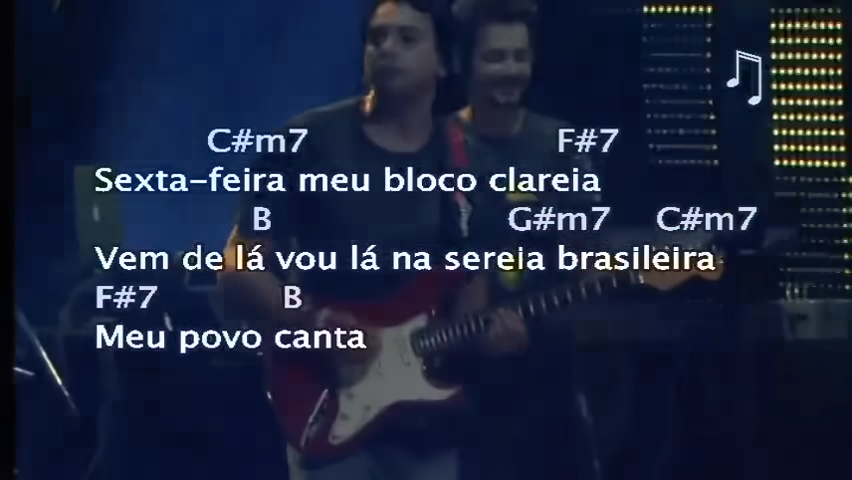 C#m7 F#7
Sexta-feira meu bloco clareia
B G#m7 C#m7
Vem de lá vou lá na sereia brasileira
F#7 B
Meu povo canta